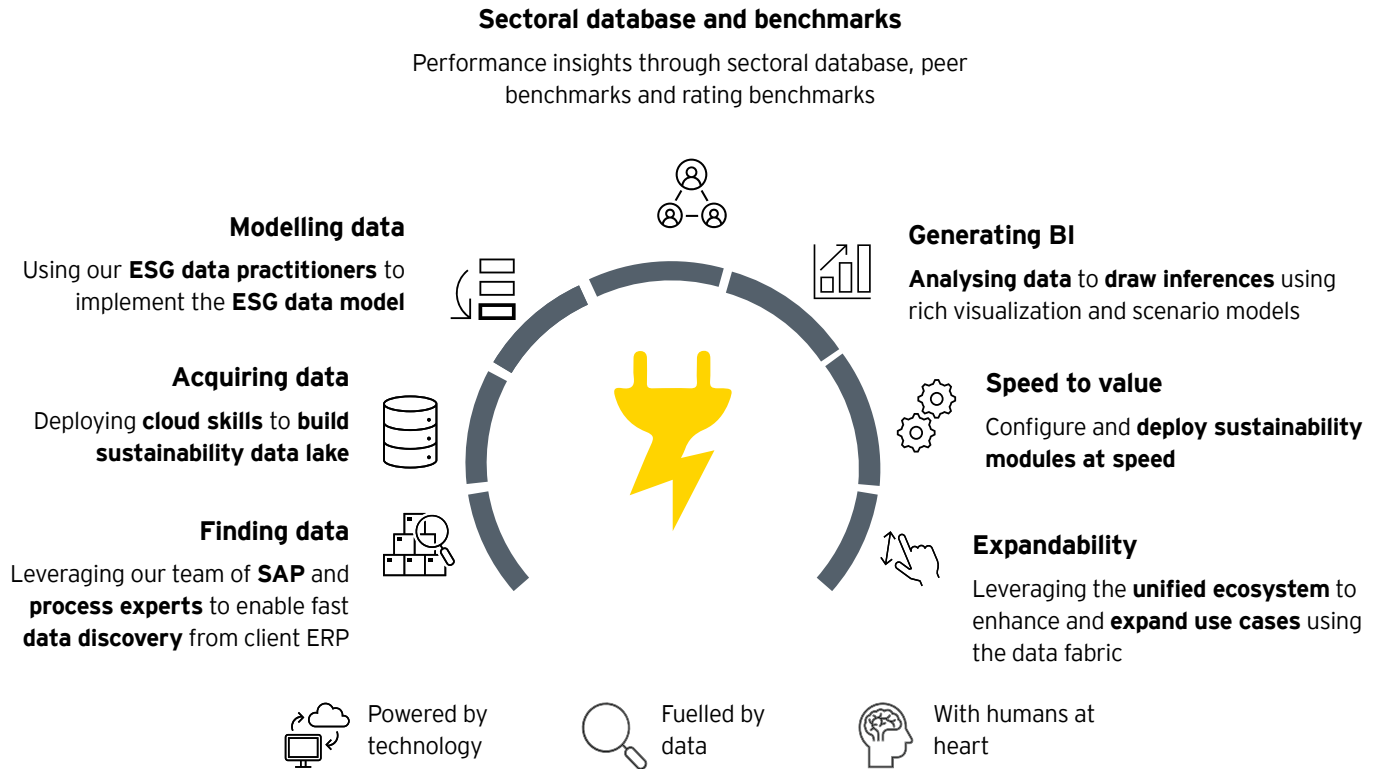 Sectoral database and benchmarks
Performance insights through sectoral database, peer
benchmarks and rating benchmarks
Modelling data
Using our ESG data practitioners to
implement the ESG data model
Acquiring data
Deploying cloud skills to build
sustainability data lake
Finding data
Leveraging our team of SAP and
process experts to enable fast
data discovery from client ERP
Generating BI
Analysing data to draw inferences using
rich visualization and scenario models
Speed to value
Configure and deploy sustainability
modules at speed
Expandability
Leveraging the unified ecosystem to
enhance and expand use cases using
the data fabric
Powered by
technology
Fuelled by
data
With humans at
heart